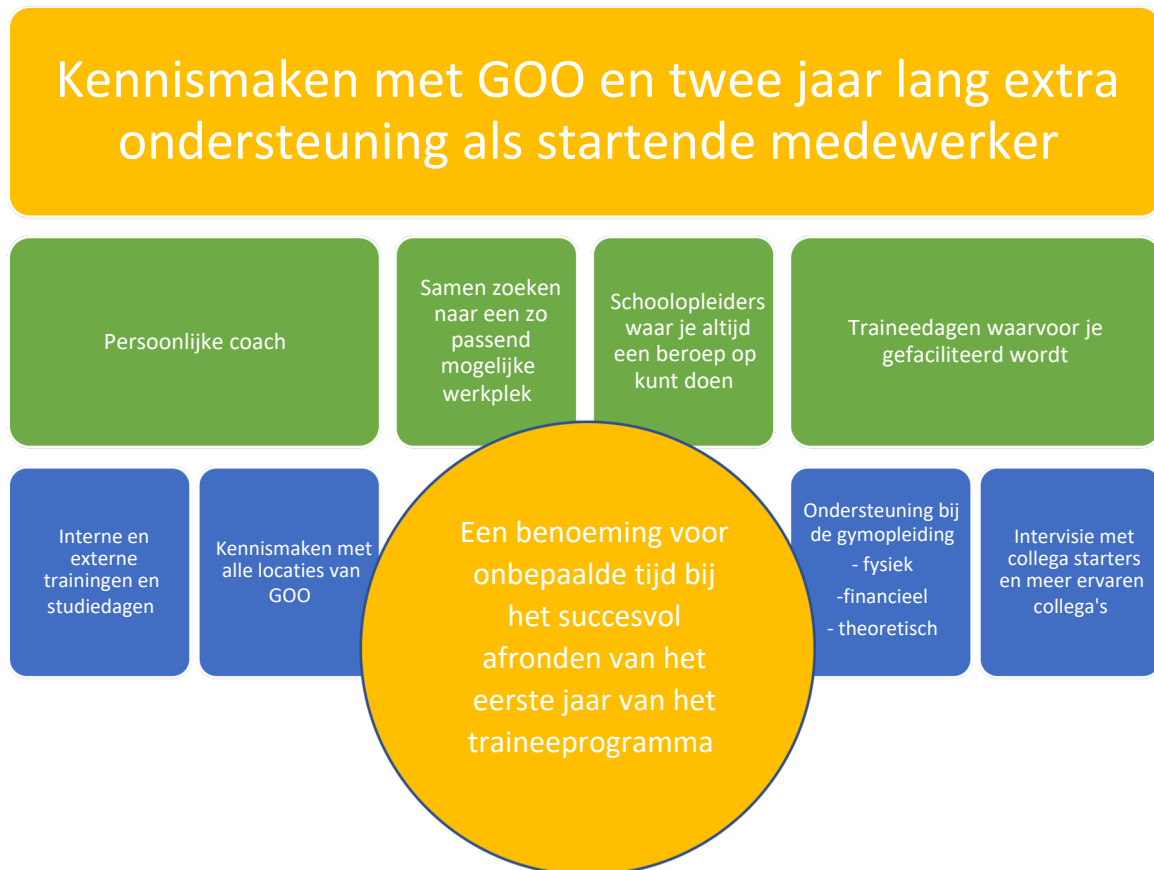 Kennismaken met GOO en twee jaar lang extra
ondersteuning als startende medewerker
Persoonlijke coach
Samen zoeken
naar een zo
passend
mogelijke
werkplek
Schoolopleiders
waar je altijd
een beroep op
kunt doen
Traineedagen waarvoor je
gefaciliteerd wordt
Interne en
externe
trainingen en
studiedagen
Kennismaken met
alle locaties van
GOO
Een benoeming voor
onbepaalde tijd bij
het succesvol
afronden van het
eerste jaar van het
traineeprogramma
Ondersteuning bij
de gymopleiding
- fysiek
-financieel
- theoretisch
Intervisie met
collega starters
en meer ervaren
collega's